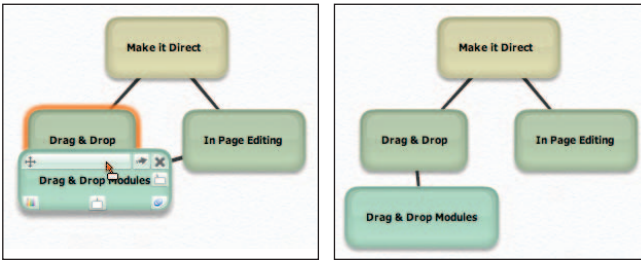 Make it Direct
Drag & Drop
In Page Editing
Drag & Drop Modules
Make it Direct
Drag & Drop
In Page Editing
Drag & Drop Modules